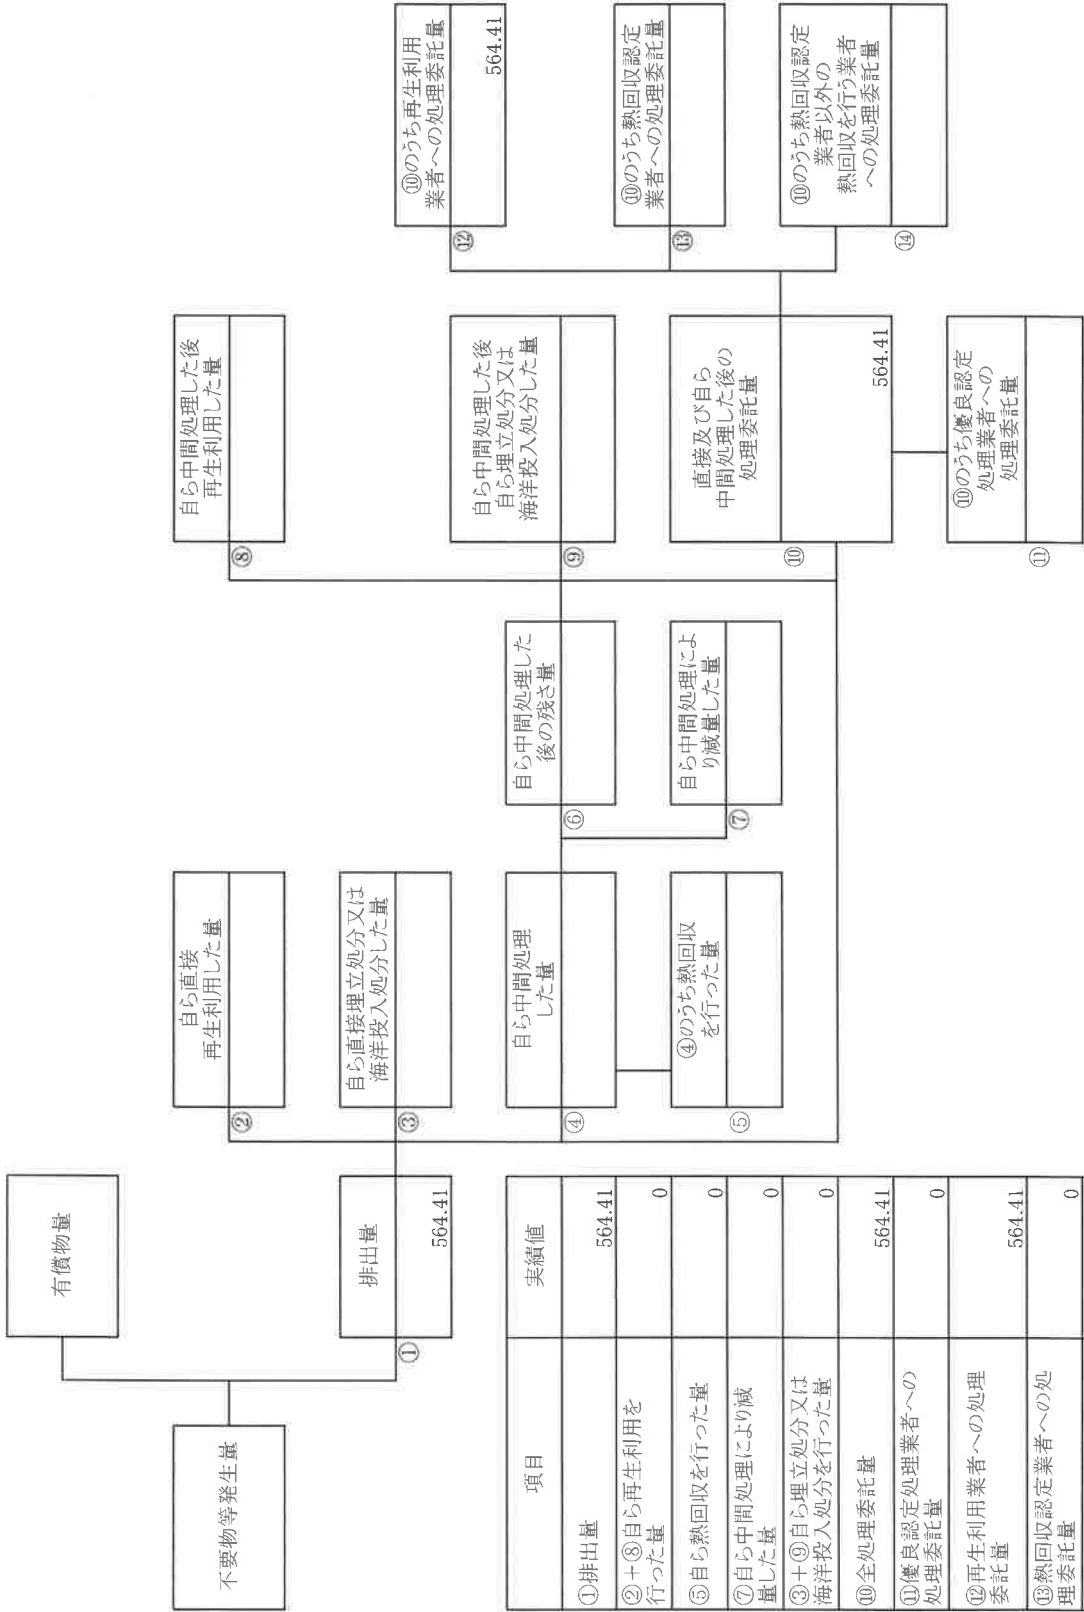 不要物等発生量
有償物量
排出量
①
564.41
自ら直接
再生利用した量
②
自ら直接埋立処分又は
海洋投入処分した量
③
自ら中間処理
した量
④
④のうち熱回収
を行った量
⑤
自ら中間処理した
後の残さ量
⑥
自ら中間処理によ
り減量した量
⑦
自ら中間処理した後
再生利用した量
⑧
自ら中間処理した後
自ら埋立処分又は
海洋投入処分した量
⑨
直接及び自ら
中間処理した後の
処理委託量
⑩
564.41
⑩のうち優良認定
処理業者への
処理委託量
⑪
⑩のうち再生利用
業者への処理委託量
⑫
564.41
⑩のうち熱回収認定
業者への処理委託量
⑬
⑩のうち熱回収認定
業者以外の
熱回収を行う業者
への処理委託量
⑭
項目 実績値
①排出量 564.41
②+⑧自ら再生利用を
行った量 0
⑤自ら熱回収を行った量 0
⑦自ら中間処理により減
量した量 0
③+⑨自ら埋立処分又は
海洋投入処分を行った量 0
⑩全処理委託量 564.41
⑪優良認定処理業者への
処理委託量 0
⑫再生利用業者への処理
委託量 564.41
⑬熱回収認定業者への処
理委託量 0